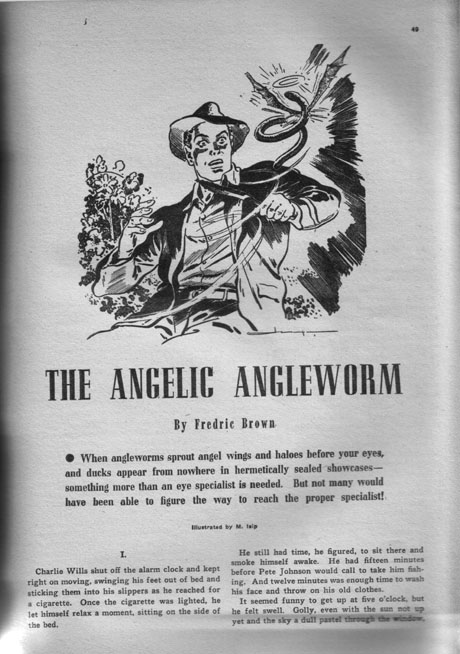 49
THE ANGELIC ANGLEWORM
By Fredric Brown
● When angleworms sprout angel wings and haloes before your eyes,
and ducks appear from nowhere in hermetically sealed showcases—
something more than an eye specialist is needed. But not many would
have been able to figure the way to reach the proper specialist!
Illustrated by M. Isip
I.
Charlie Wills shut off the alarm clock and kept
right on moving, swinging his feet out of bed and
sticking them into his slippers as he reached for
a cigarette. Once the cigarette was lighted, he
let himself relax a moment, sitting on the side of
the bed.
He still had time, he figured, to sit there and
smoke himself awake. He had fifteen minutes
before Pete Johnson would call to take him fish-
ing. And twelve minutes was enough time to wash
his face and throw on his old clothes.
It seemed funny to get up at five o'clock, but
he felt swell. Golly, even with the sun not up
yet and the sky a dull pastel through the window,